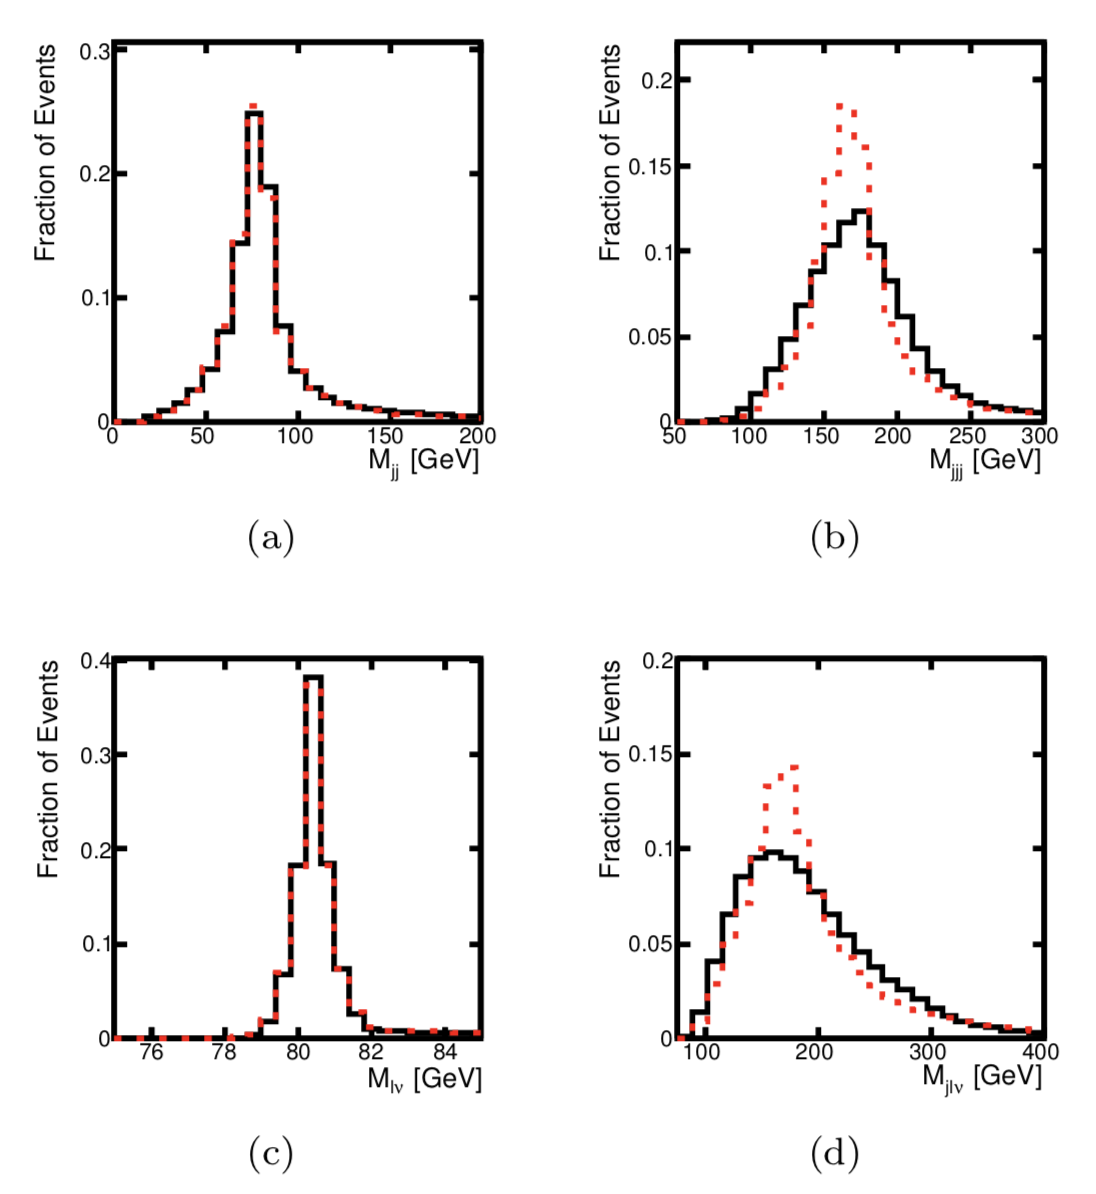 Fraction of Events
0.3
0.2
0.1
0
0 50 100 150 200
M_jj [GeV]
(a)
Fraction of Events
0.2
0.15
0.1
0.05
0
50 100 150 200 250 300
M_jjj [GeV]
(b)
Fraction of Events
0.4
0.3
0.2
0.1
0
76 78 80 82 84
M_lν [GeV]
(c)
Fraction of Events
0.2
0.15
0.1
0.05
0
100 200 300 400
M_jlν [GeV]
(d)